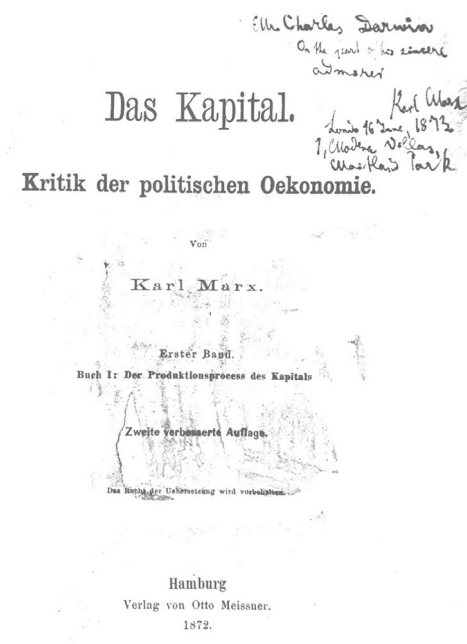 Mr. Charles Darwin
On the part of his sincere
admirer
Karl Marx
London 16 June, 1873
1, Modena Villas,
Maitland Park
Das Kapital.
Kritik der politischen Oekonomie.
Von
Karl Marx.
Erster Band.
Buch I: Der Produktionsprocess des Kapitals
Zweite verbesserte Auflage.
Das Recht der Uebersetzung wird vorbehalten.
Hamburg
Verlag von Otto Meissner.
1872.